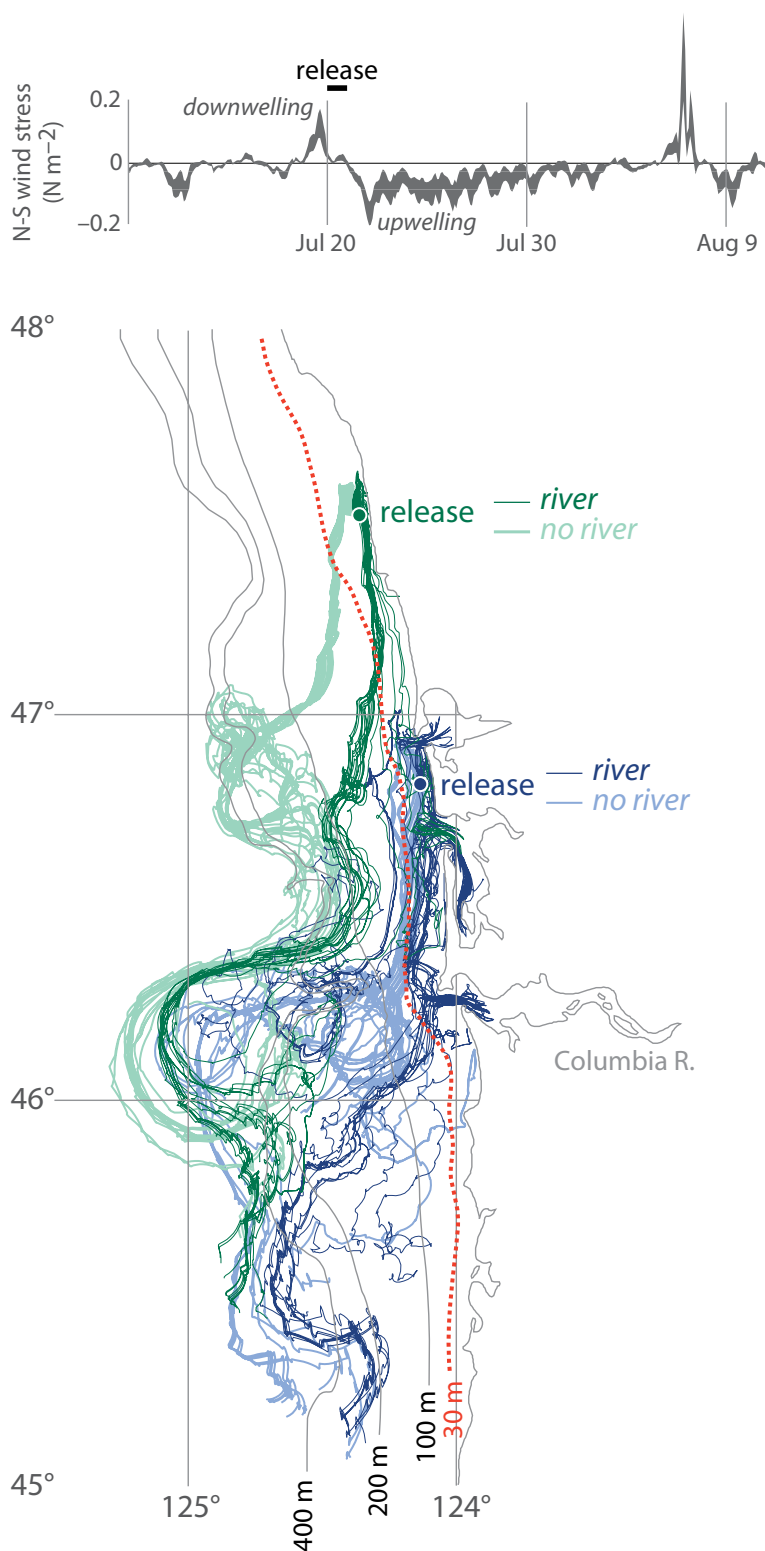 release
0.2
downwelling
N-S wind stress
(N m−2)
0
−0.2
upwelling
Jul 20
Jul 30
Aug 9
48°
release
river
no river
47°
release
river
no river
Columbia R.
46°
45°
125°
400 m
200 m
100 m
30 m
124°